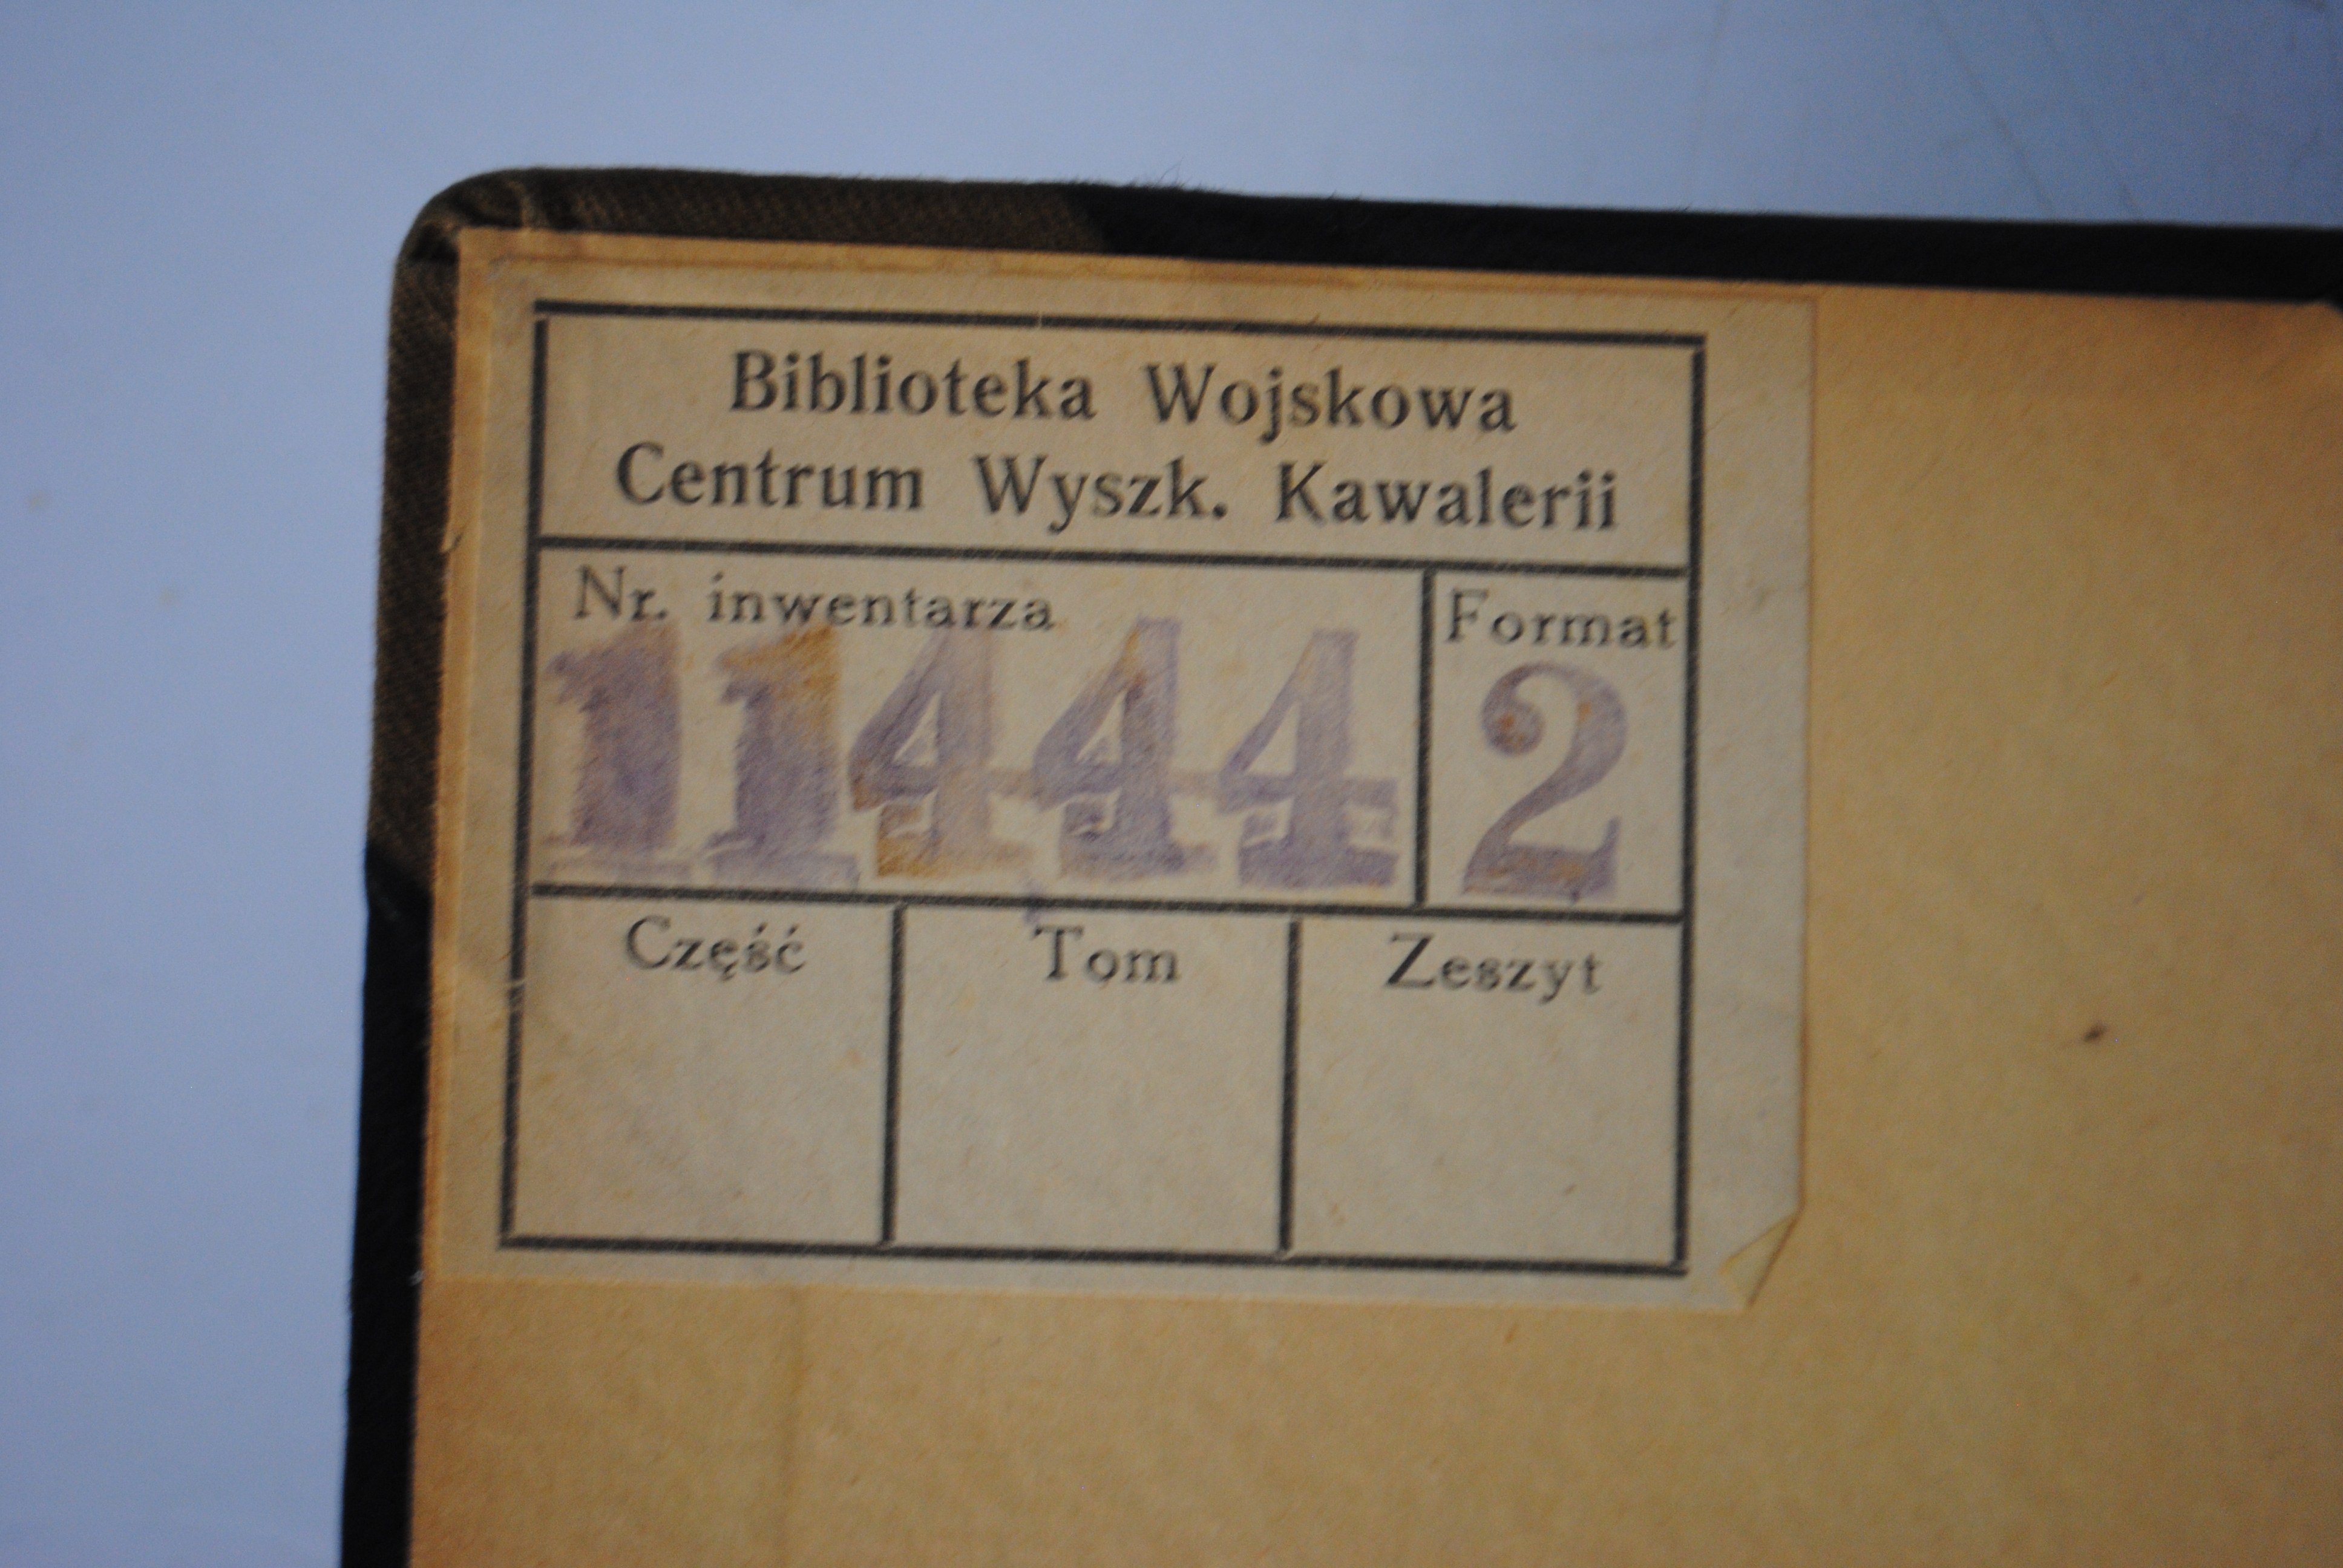 Biblioteka Wojskowa
Centrum Wyszk. Kawalerii
Nr. inwentarza Format
11444 2
Część Tom Zeszyt